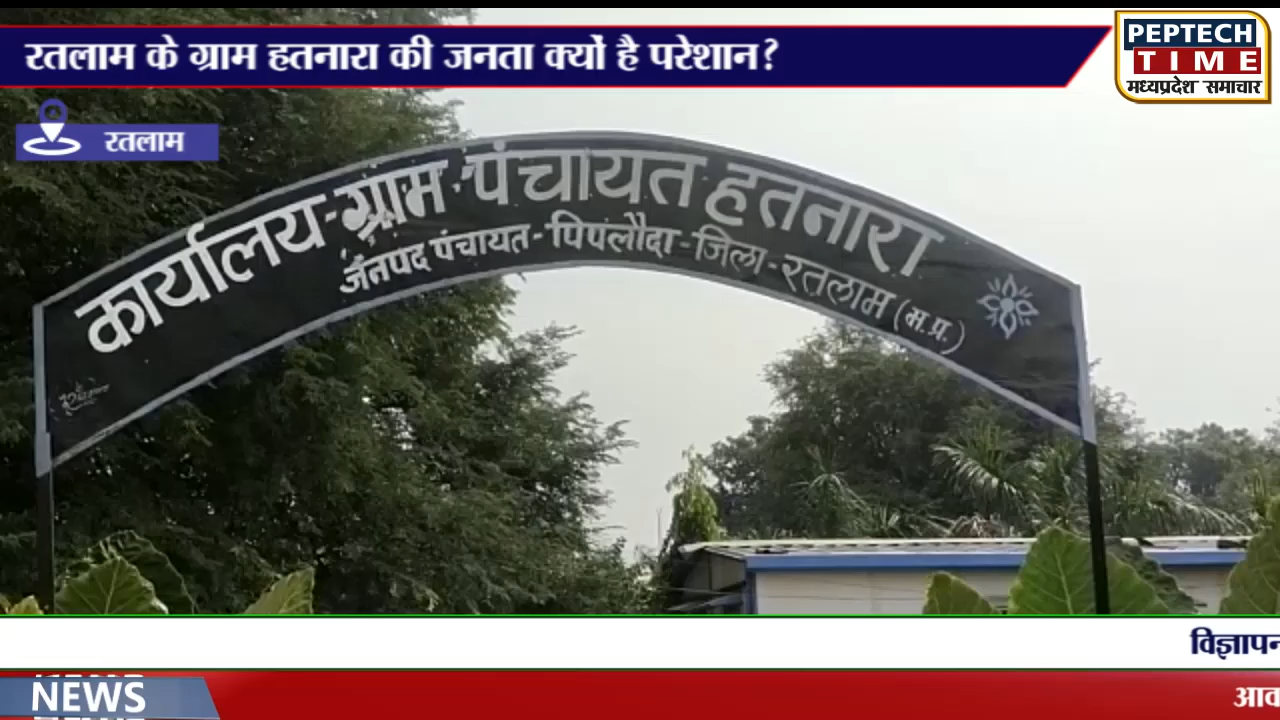 रतलाम के ग्राम हतनारा की जनता क्यों है परेशान?
PEPTECH
TIME
मध्यप्रदेश समाचार
रतलाम
कार्यालय-ग्राम पंचायत हतनारा
जनपद पंचायत-पिपलौदा-जिला-रतलाम (म.प्र.)
विज्ञापन
NEWS